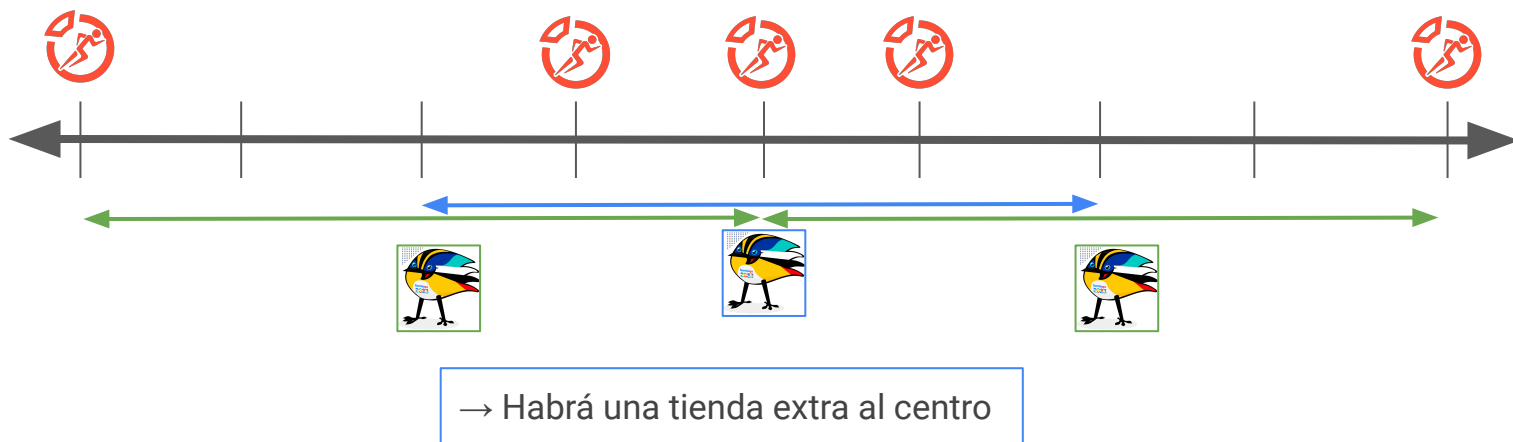 → Habrá una tienda extra al centro